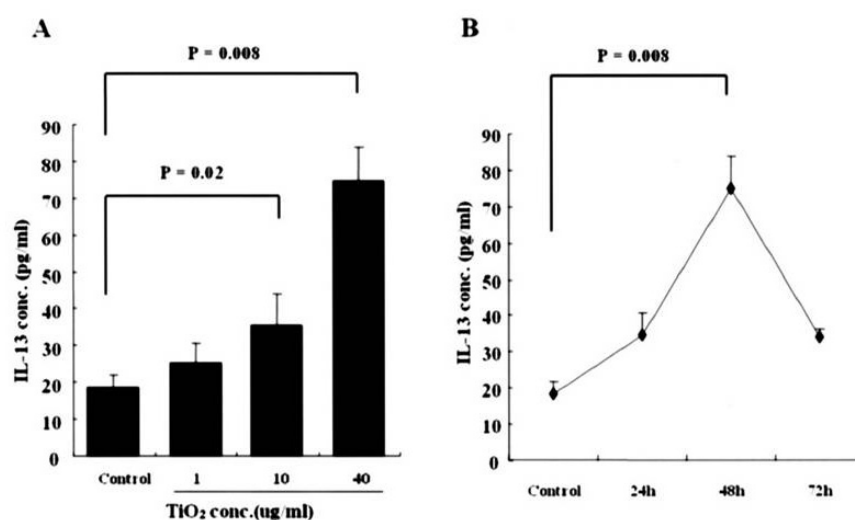 A
P = 0.008
P = 0.02
IL-13 conc. (pg/ml)
90
80
70
60
50
40
30
20
10
0
Control 1 10 40
TiO₂ conc.(ug/ml)
B
P = 0.008
IL-13 conc. (pg/ml)
90
80
70
60
50
40
30
20
10
0
Control 24h 48h 72h